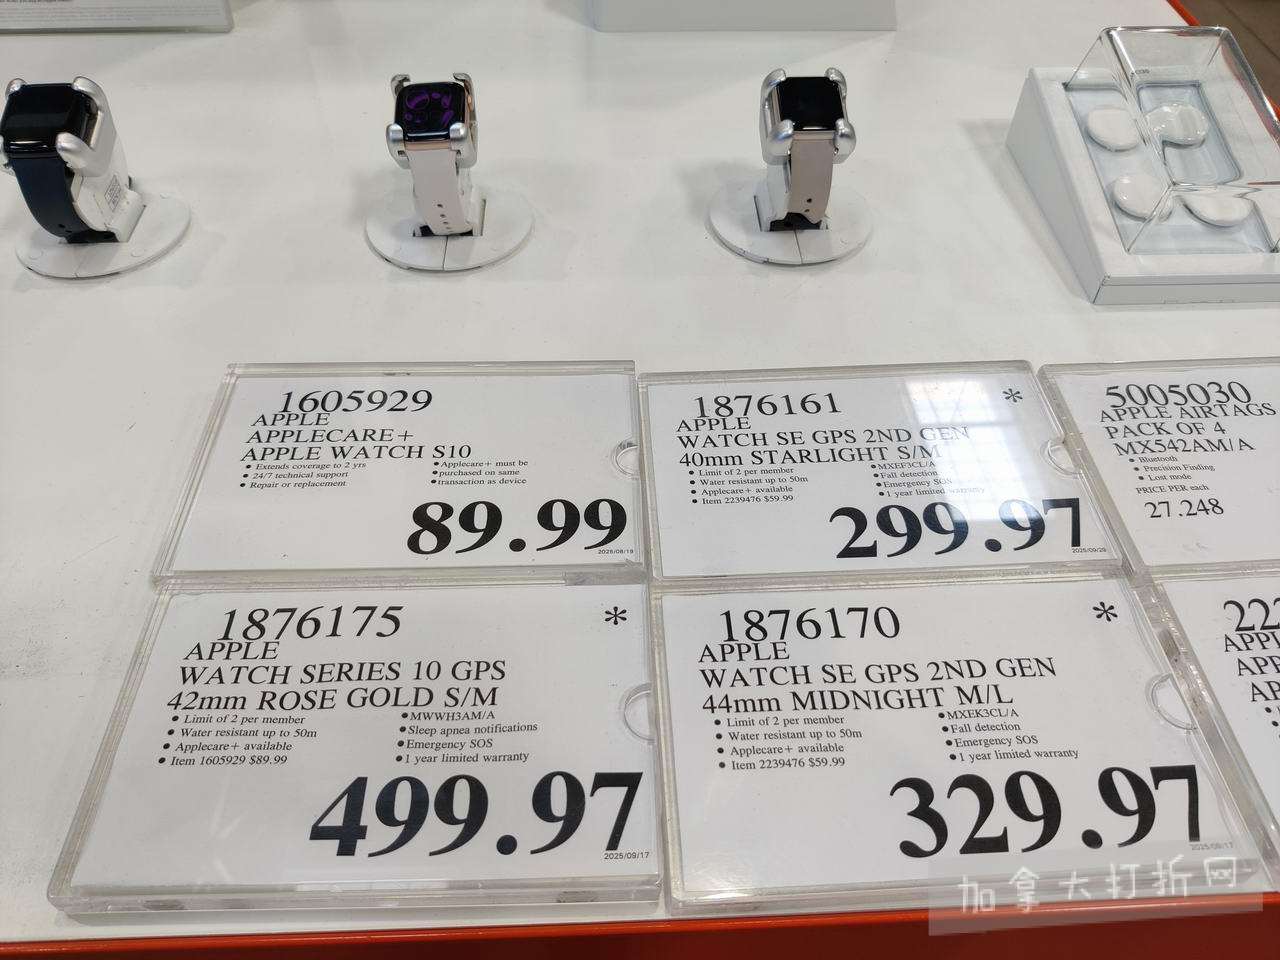 1605929
APPLE
APPLECARE+
APPLE WATCH S10
• Extends coverage to 2 yrs
• 24/7 technical support
• Repair or replacement
• Applecare+ must be
• purchased on same
• transaction as device
89.99
2025/08/19
1876161 *
APPLE
WATCH SE GPS 2ND GEN
40mm STARLIGHT S/M
• Limit of 2 per member
• Water resistant up to 50m
• Applecare+ available
• Item 2239476 $59.99
• MXEF3CL/A
• Fall detection
• Emergency SOS
• 1 year limited warranty
299.97
2025/09/29
5005030
APPLE AIRTAGS
PACK OF 4
MX542AM/A
• Bluetooth
• Precision Finding
• Lost mode
PRICE PER each
27.248
1876175 *
APPLE
WATCH SERIES 10 GPS
42mm ROSE GOLD S/M
• Limit of 2 per member
• Water resistant up to 50m
• Applecare+ available
• Item 1605929 $89.99
• MWWH3AM/A
• Sleep apnea notifications
• Emergency SOS
• 1 year limited warranty
499.97
2025/09/17
1876170 *
APPLE
WATCH SE GPS 2ND GEN
44mm MIDNIGHT M/L
• Limit of 2 per member
• Water resistant up to 50m
• Applecare+ available
• Item 2239476 $59.99
• MXEK3CL/A
• Fall detection
• Emergency SOS
• 1 year limited warranty
329.97
2025/09/17
加拿大打折网